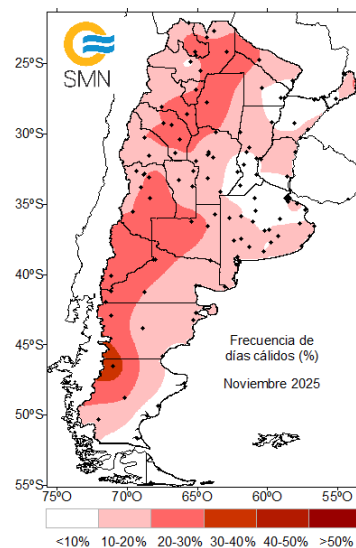 SMN
25°S
30°S
35°S
40°S
45°S
50°S
55°S
Frecuencia de
días cálidos (%)
Noviembre 2025
75°O 70°O 65°O 60°O 55°O
<10% 10-20% 20-30% 30-40% 40-50% >50%